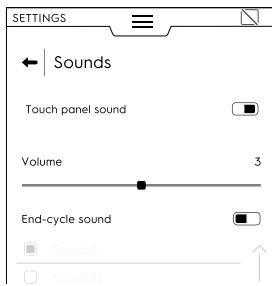 SETTINGS
Sounds
Touch panel sound
Volume 3
End-cycle sound
Sound 01
Sound 02